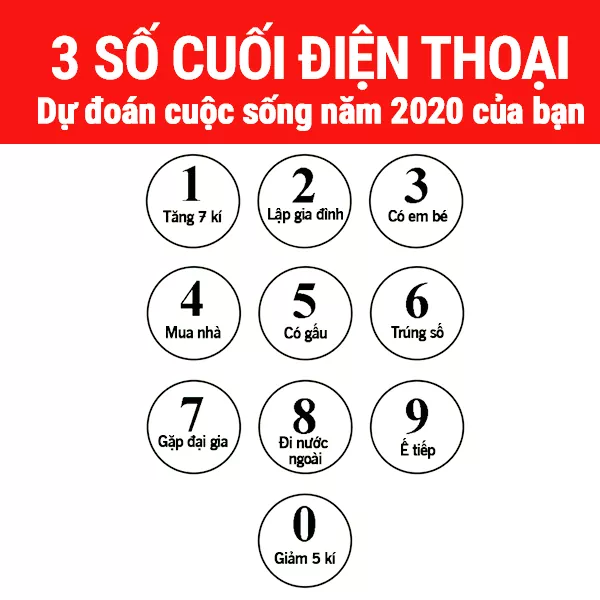 3 SỐ CUỐI ĐIỆN THOẠI
Dự đoán cuộc sống năm 2020 của bạn
1
Tăng 7 kí
2
Lập gia đình
3
Có em bé
4
Mua nhà
5
Có gấu
6
Trúng số
7
Gặp đại gia
8
Đi nước
ngoài
9
Ế tiếp
0
Giảm 5 kí